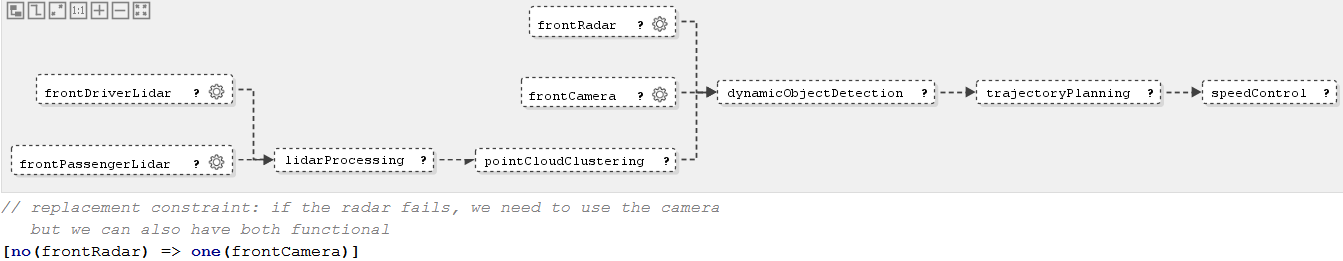 1:1
frontRadar ?
frontDriverLidar ?
frontCamera ?
dynamicObjectDetection ?
trajectoryPlanning ?
speedControl ?
frontPassengerLidar ?
lidarProcessing ?
pointCloudClustering ?
// replacement constraint: if the radar fails, we need to use the camera
but we can also have both functional
[no(frontRadar) => one(frontCamera)]